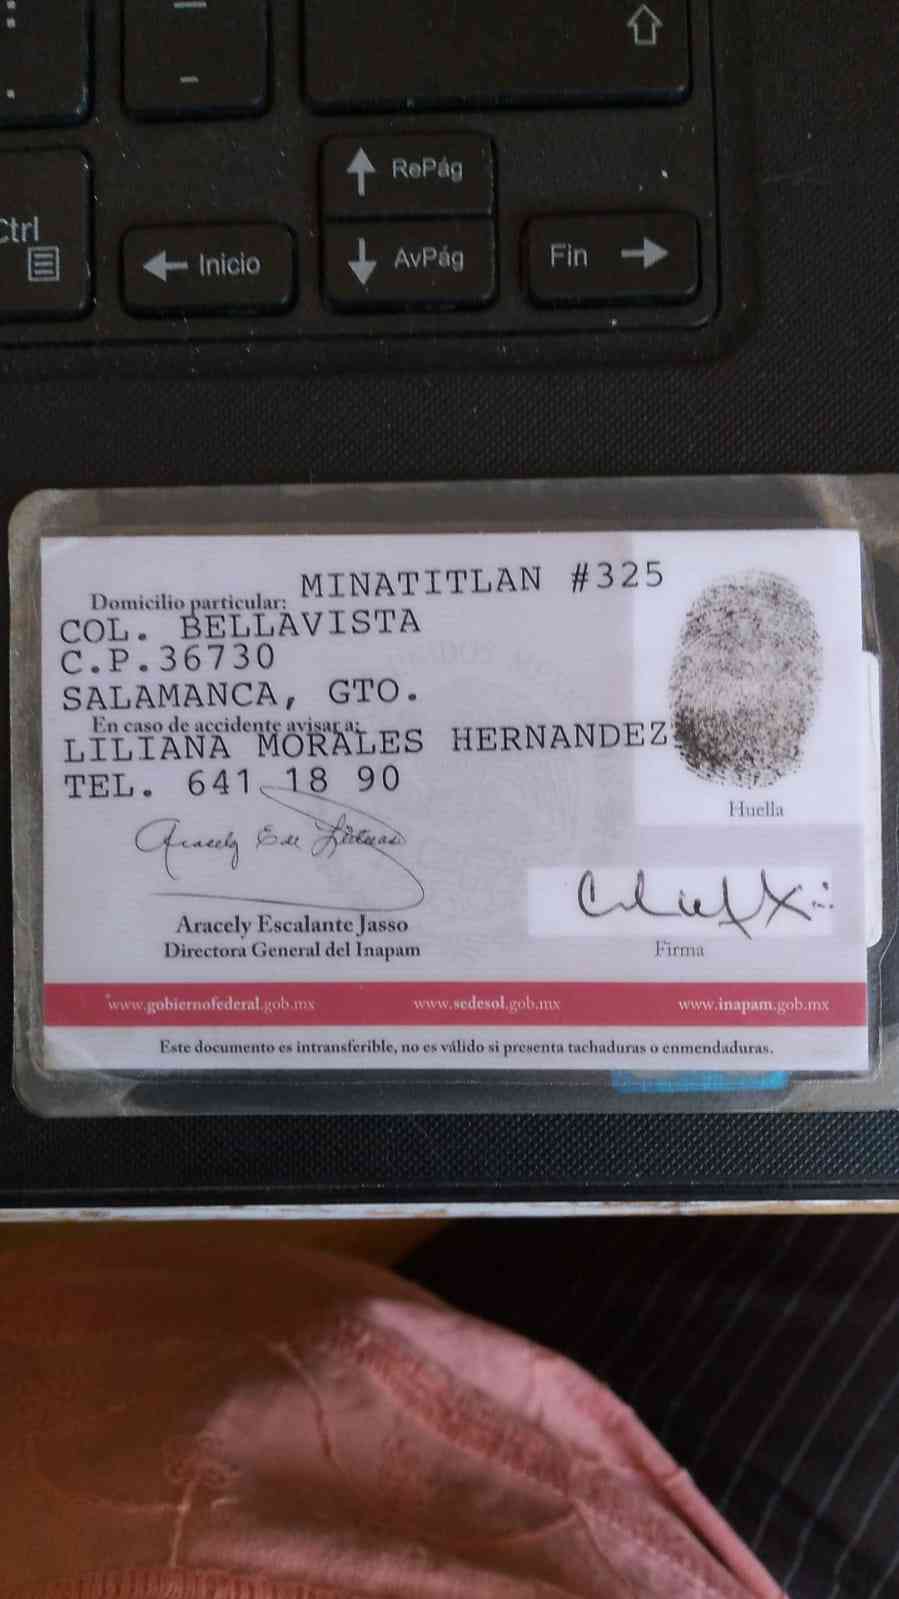 RePág
Ctrl
Inicio
AvPág
Fin
MINATITLAN #325
Domicilio particular:
COL. BELLAVISTA
C.P.36730
SALAMANCA, GTO.
En caso de accidente avisar a:
LILIANA MORALES HERNANDEZ
TEL. 641 18 90
Huella
Aracely Escalante Jasso
Directora General del Inapam
Firma
www.gobiernofederal.gob.mx www.sedesol.gob.mx www.inapam.gob.mx
Este documento es intransferible, no es válido si presenta tachaduras o enmendaduras.